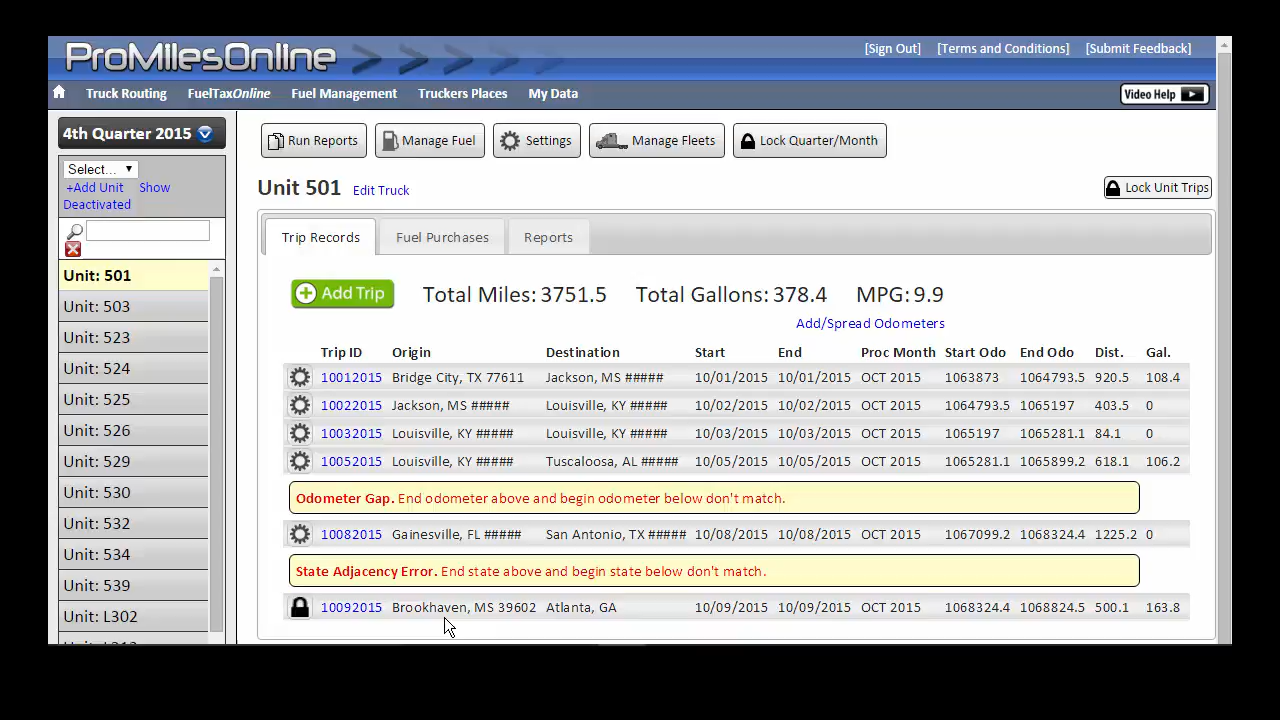 ProMilesOnline
[Sign Out] [Terms and Conditions] [Submit Feedback]
Truck Routing FuelTaxOnline Fuel Management Truckers Places My Data
Video Help
4th Quarter 2015
Run Reports Manage Fuel Settings Manage Fleets Lock Quarter/Month
Select...
+Add Unit Show
Deactivated
Unit 501 Edit Truck
Lock Unit Trips
Trip Records Fuel Purchases Reports
Unit: 501
Unit: 503
Unit: 523
Unit: 524
Unit: 525
Unit: 526
Unit: 529
Unit: 530
Unit: 532
Unit: 534
Unit: 539
Unit: L302
Add Trip Total Miles: 3751.5 Total Gallons: 378.4 MPG: 9.9
Add/Spread Odometers
Trip ID Origin Destination Start End Proc Month Start Odo End Odo Dist. Gal.
10012015 Bridge City, TX 77611 Jackson, MS ##### 10/01/2015 10/01/2015 OCT 2015 1063873 1064793.5 920.5 108.4
10022015 Jackson, MS ##### Louisville, KY ##### 10/02/2015 10/02/2015 OCT 2015 1064793.5 1065197 403.5 0
10032015 Louisville, KY ##### Louisville, KY ##### 10/03/2015 10/03/2015 OCT 2015 1065197 1065281.1 84.1 0
10052015 Louisville, KY ##### Tuscaloosa, AL ##### 10/05/2015 10/05/2015 OCT 2015 1065281.1 1065899.2 618.1 106.2
Odometer Gap. End odometer above and begin odometer below don't match.
10082015 Gainesville, FL ##### San Antonio, TX ##### 10/08/2015 10/08/2015 OCT 2015 1067099.2 1068324.4 1225.2 0
State Adjacency Error. End state above and begin state below don't match.
10092015 Brookhaven, MS 39602 Atlanta, GA 10/09/2015 10/09/2015 OCT 2015 1068324.4 1068824.5 500.1 163.8